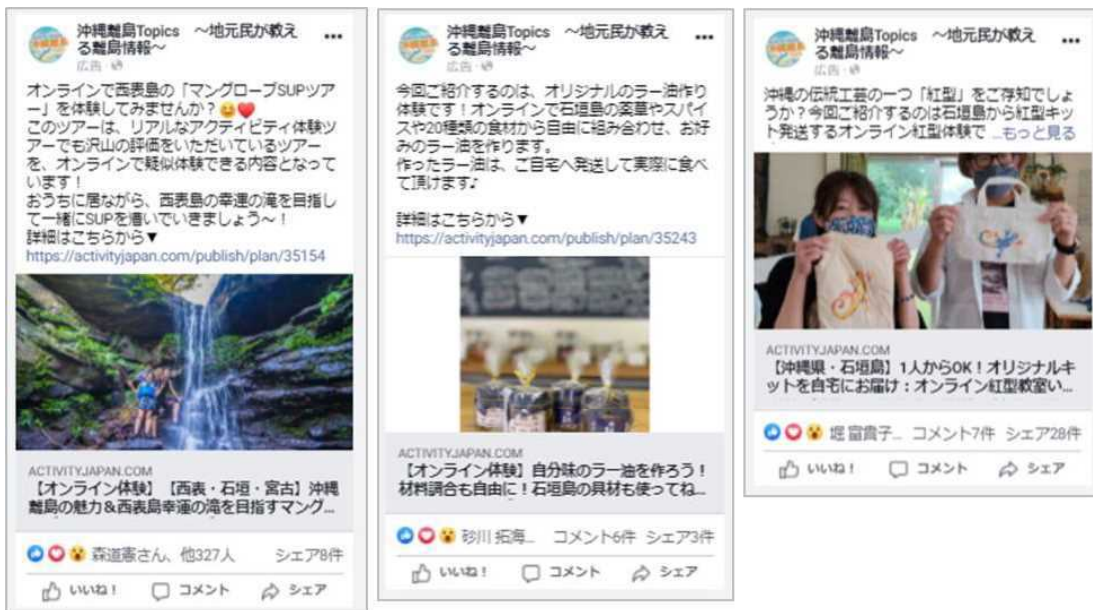 沖縄離島Topics ～地元民が教え
る離島情報～
広告
オンラインで西表島の「マングローブSUPツア
ー」を体験してみませんか？😊❤️
このツアーは、リアルなアクティビティ体験ツ
アーでも沢山の評価をいただいているツアー
を、オンラインで疑似体験できる内容となって
います！
おうちに居ながら、西表島の幸運の滝を目指し
て一緒にSUPを漕いでいきましょう～！
詳細はこちらから▼
https://activityjapan.com/publish/plan/35154
ACTIVITYJAPAN.COM
【オンライン体験】【西表・石垣・宮古】沖縄
離島の魅力＆西表島幸運の滝を目指すマング...
森道憲さん、他327人 シェア8件
いいね！ コメント シェア
沖縄離島Topics ～地元民が教え
る離島情報～
広告
今回ご紹介するのは、オリジナルのラー油作り
体験です！オンラインで石垣島の薬草やスパイ
スや20種類の食材から自由に組み合わせ、お好
みのラー油を作ります。
作ったラー油は、ご自宅へ発送して実際に食べ
て頂けます♪
詳細はこちらから▼
https://activityjapan.com/publish/plan/35243
ACTIVITYJAPAN.COM
【オンライン体験】自分味のラー油を作ろう！
材料調合も自由に！石垣島の具材も使ってね...
砂川 拓海... コメント6件 シェア3件
いいね！ コメント シェア
沖縄離島Topics ～地元民が教え
る離島情報～
広告
沖縄の伝統工芸の一つ「紅型」をご存知でしょ
うか？今回ご紹介するのは石垣島から紅型キッ
ト発送するオンライン紅型体験で ...もっと見る
ACTIVITYJAPAN.COM
【沖縄県・石垣島】1人からOK！オリジナルキ
ットを自宅にお届け：オンライン紅型教室い...
堀 富貴子... コメント7件 シェア28件
いいね！ コメント シェア